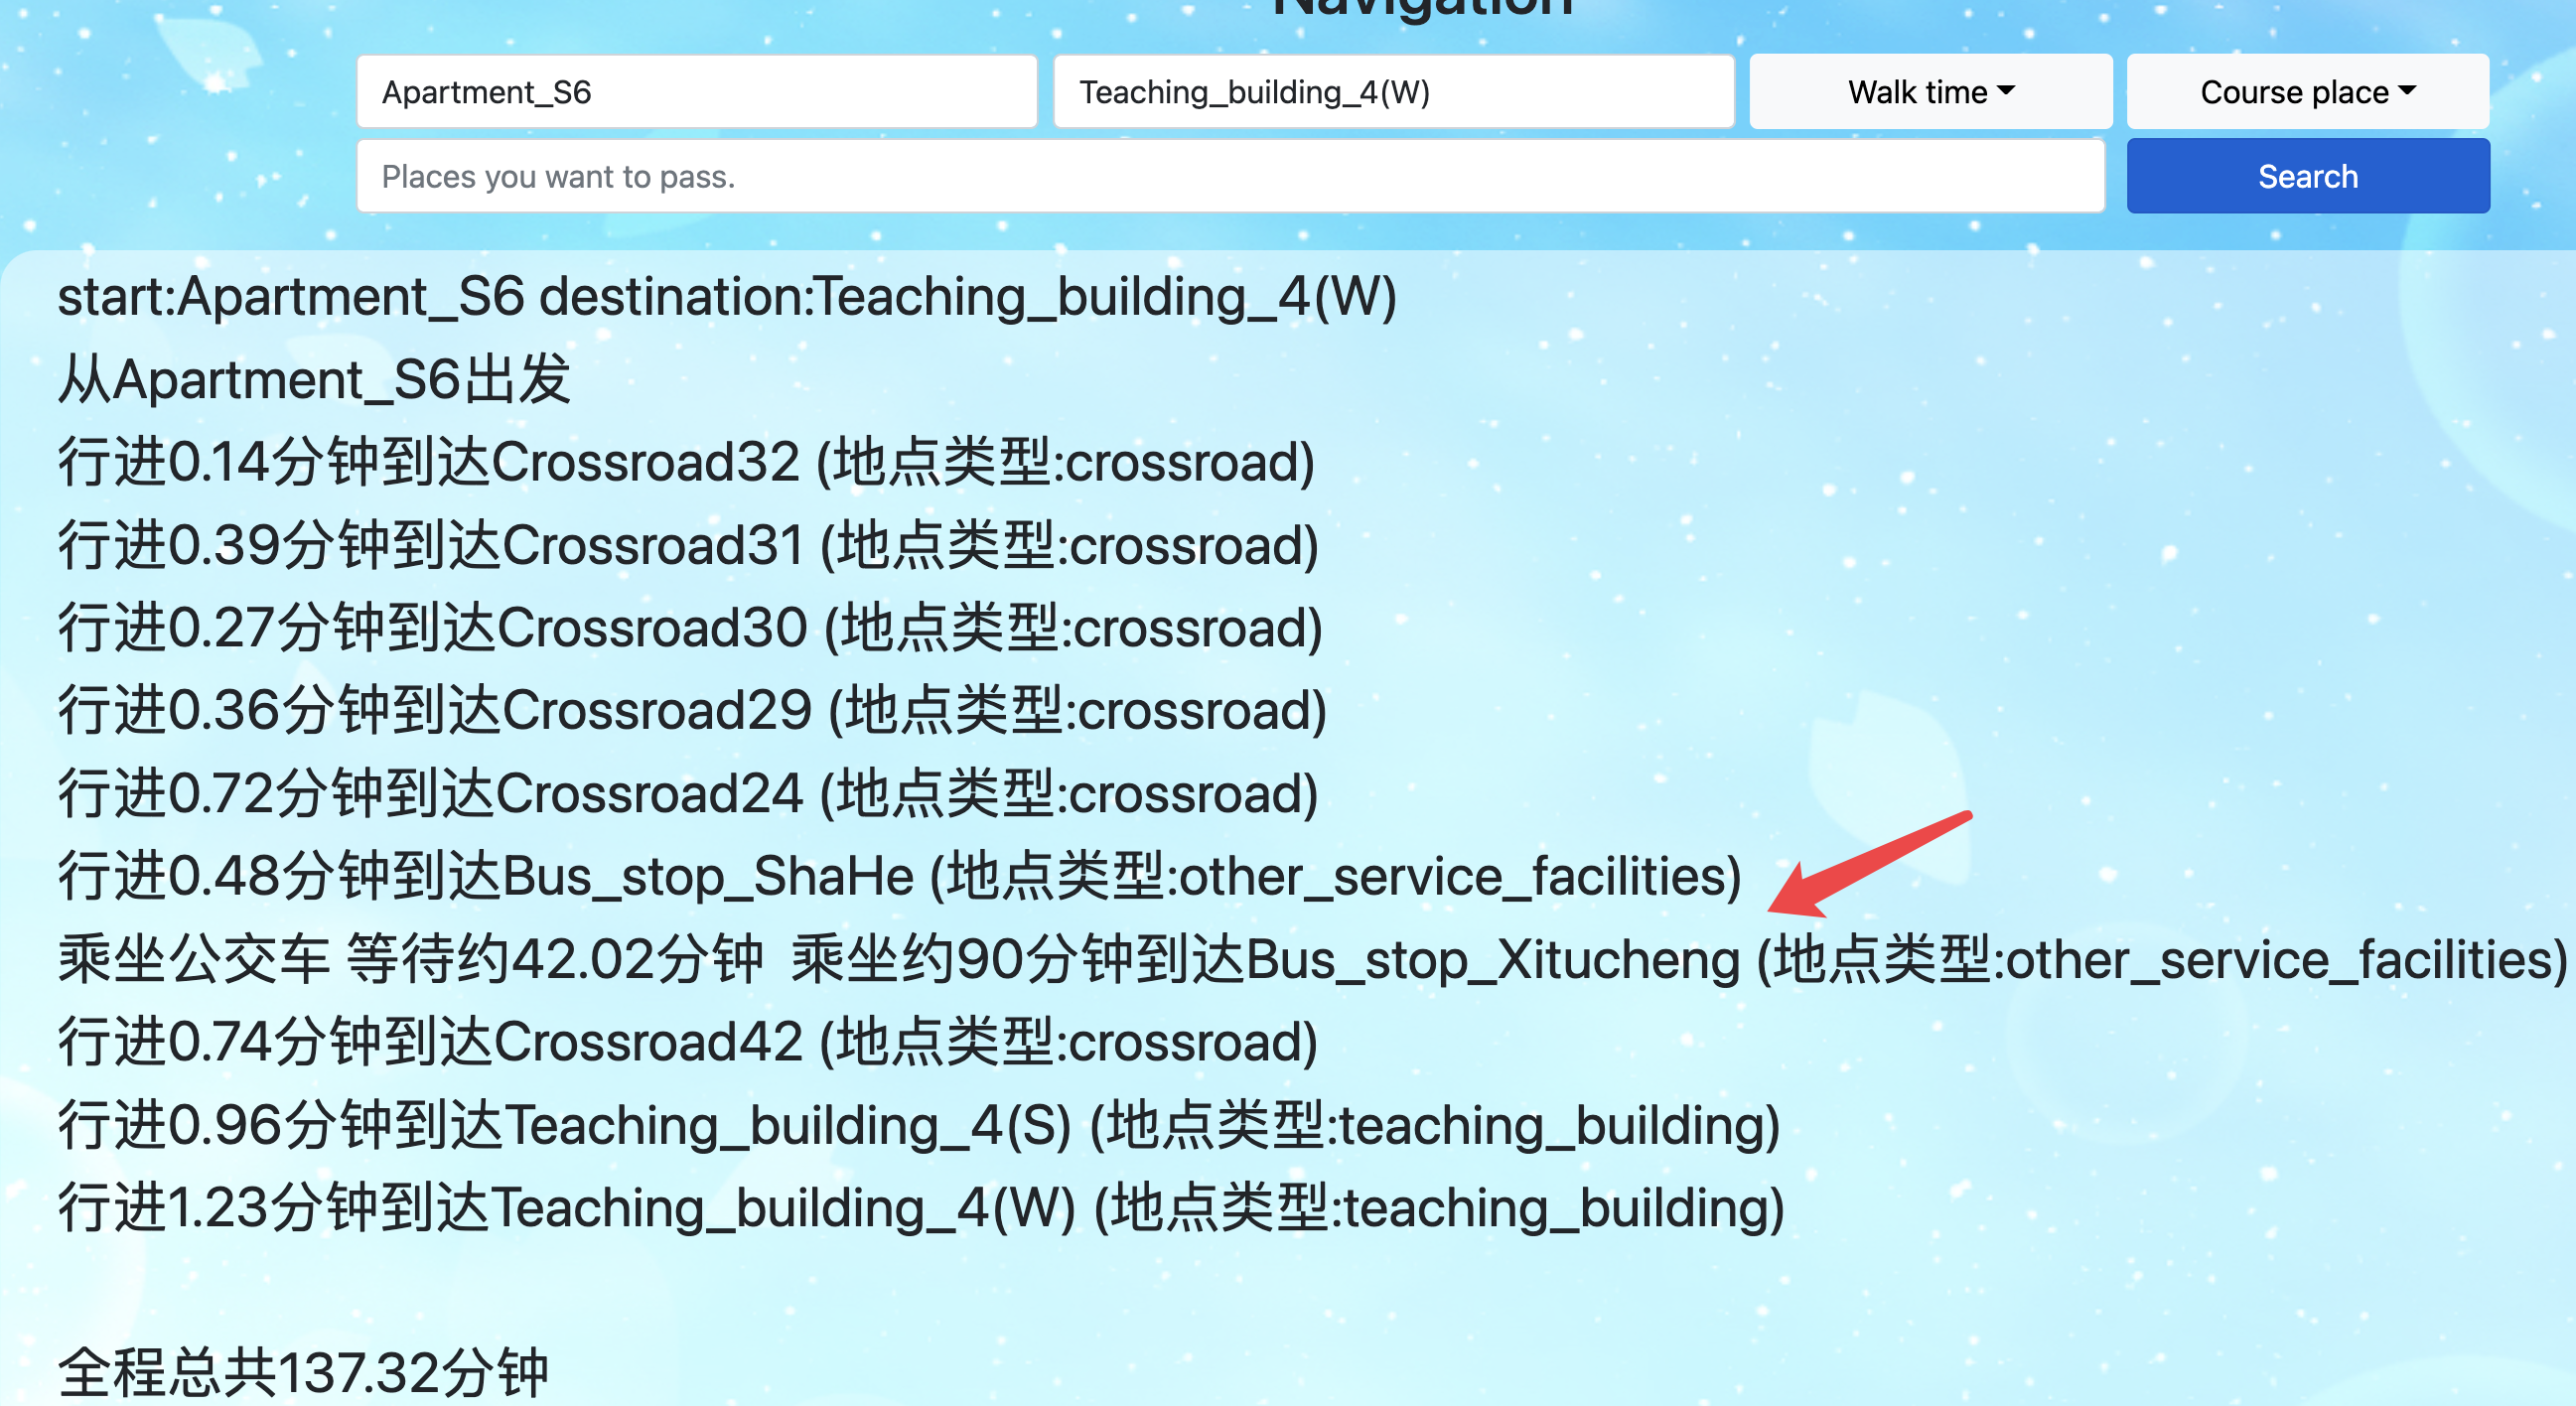 Navigation
Apartment_S6
Teaching_building_4(W)
Walk time
Course place
Places you want to pass.
Search
start:Apartment_S6 destination:Teaching_building_4(W)
从Apartment_S6出发
行进0.14分钟到达Crossroad32 (地点类型:crossroad)
行进0.39分钟到达Crossroad31 (地点类型:crossroad)
行进0.27分钟到达Crossroad30 (地点类型:crossroad)
行进0.36分钟到达Crossroad29 (地点类型:crossroad)
行进0.72分钟到达Crossroad24 (地点类型:crossroad)
行进0.48分钟到达Bus_stop_ShaHe (地点类型:other_service_facilities)
乘坐公交车 等待约42.02分钟 乘坐约90分钟到达Bus_stop_Xitucheng (地点类型:other_service_facilities)
行进0.74分钟到达Crossroad42 (地点类型:crossroad)
行进0.96分钟到达Teaching_building_4(S) (地点类型:teaching_building)
行进1.23分钟到达Teaching_building_4(W) (地点类型:teaching_building)
全程总共137.32分钟